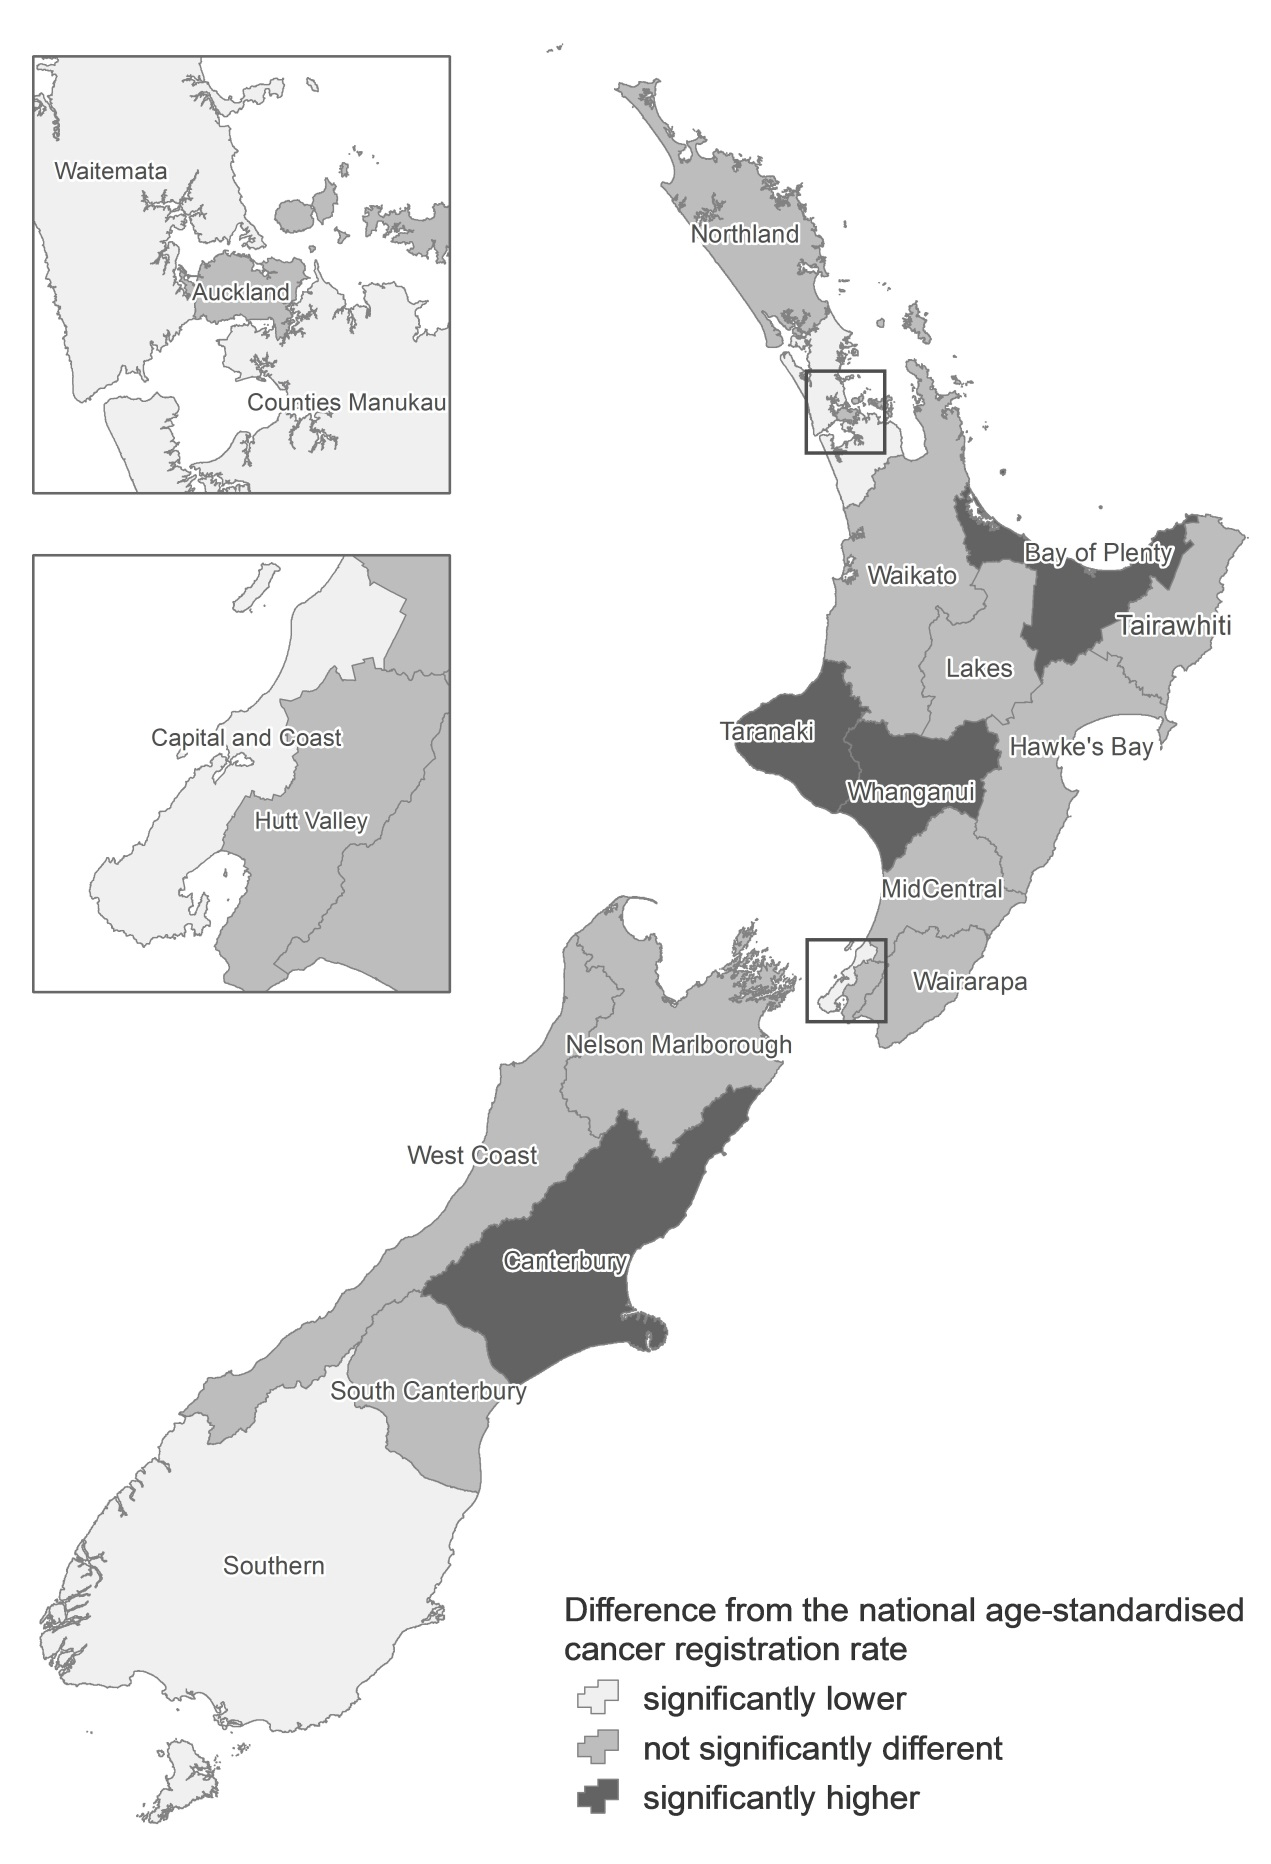 Waitemata
Auckland
Counties Manukau
Capital and Coast
Hutt Valley
Northland
Bay of Plenty
Waikato
Tairawhiti
Lakes
Taranaki
Hawke's Bay
Whanganui
MidCentral
Wairarapa
Nelson Marlborough
West Coast
Canterbury
South Canterbury
Southern
Difference from the national age-standardised
cancer registration rate
significantly lower
not significantly different
significantly higher